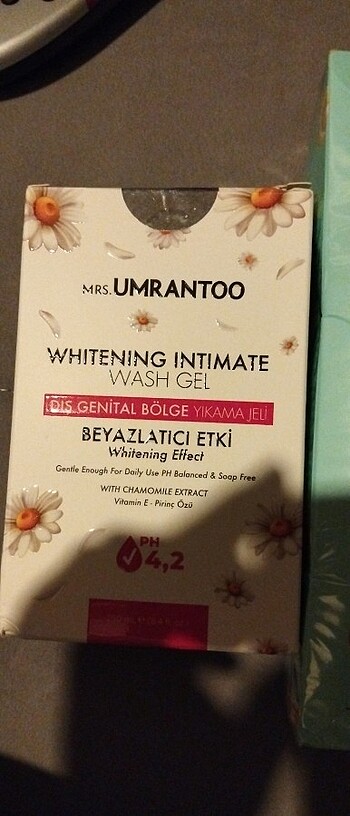 MRS. UMRANTOO
WHITENING INTIMATE
WASH GEL
DIŞ GENİTAL BÖLGE YIKAMA JELİ
BEYAZLATICI ETKİ
Whitening Effect
Gentle Enough For Daily Use PH Balanced & Soap Free
WITH CHAMOMILE EXTRACT
Vitamin E - Pirinç Özü
PH
4,2